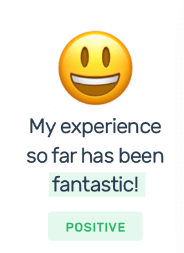 My experience
so far has been
fantastic!
POSITIVE